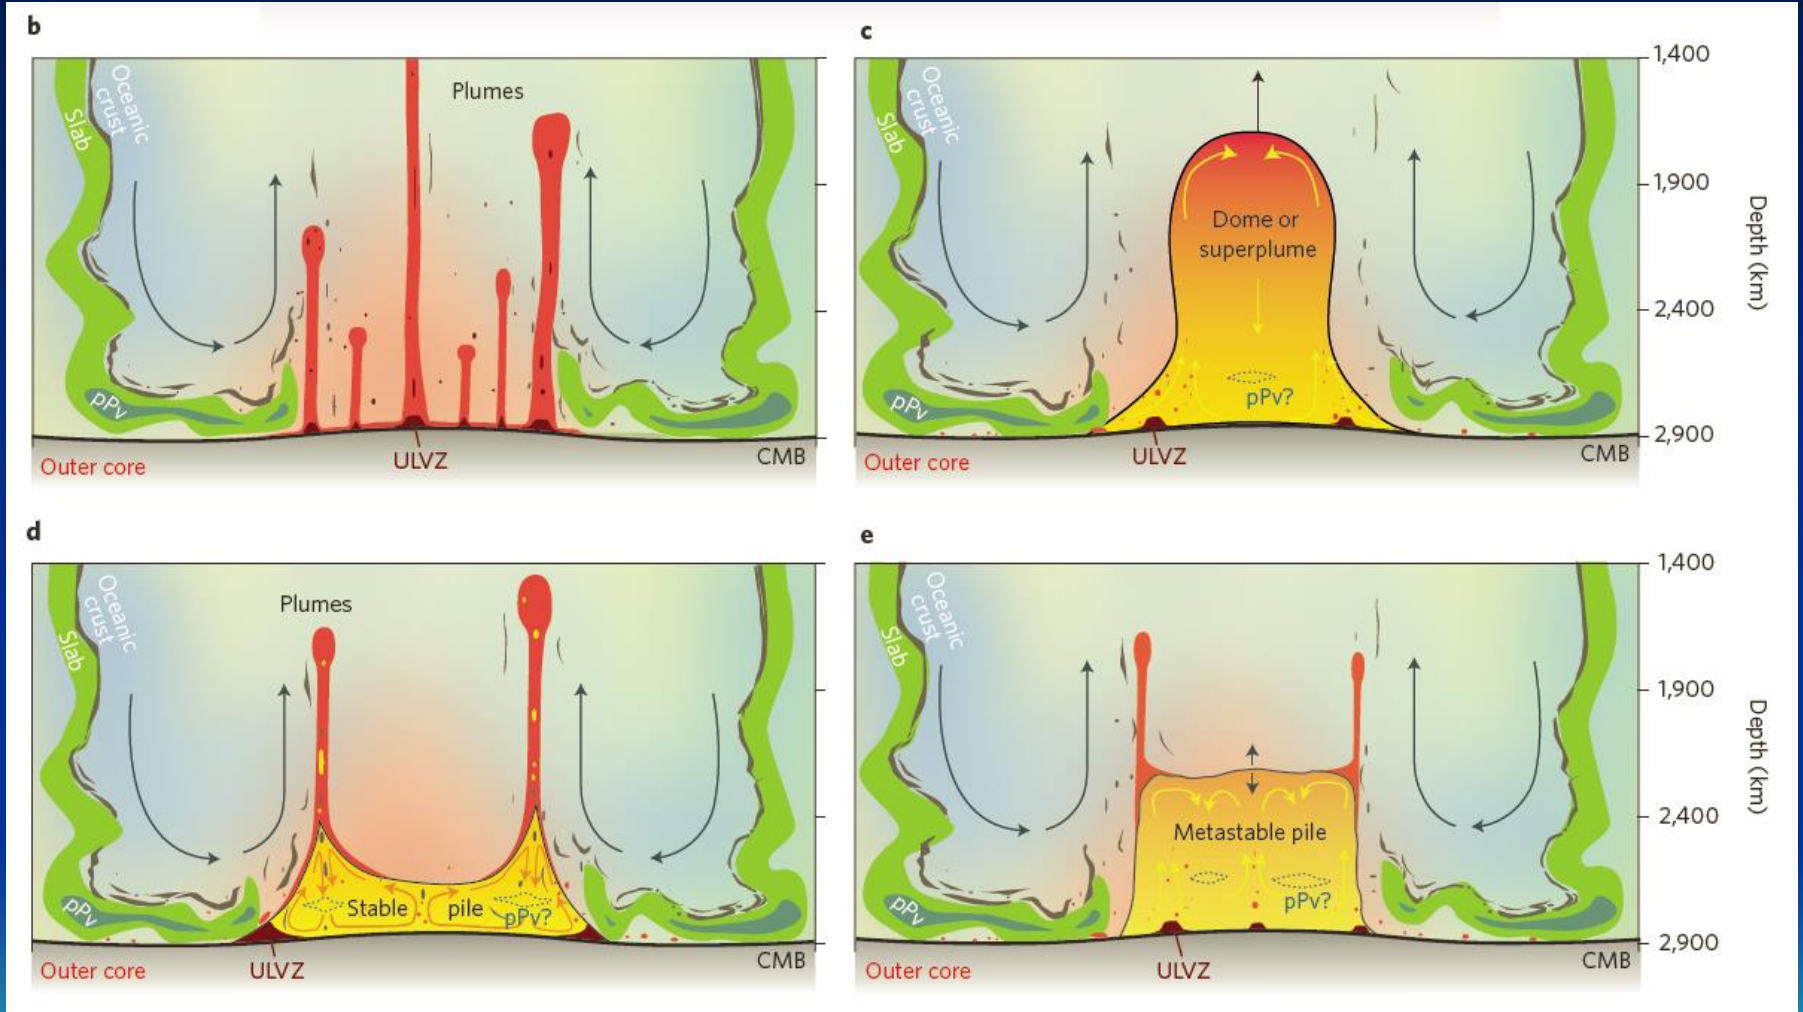 b
Slab
Oceanic
crust
Plumes
pPv
Outer core
ULVZ
CMB
c
Slab
Oceanic
crust
Dome or
superplume
pPv?
pPv
Outer core
ULVZ
CMB
1,400
1,900
2,400
2,900
Depth (km)
d
Slab
Oceanic
crust
Plumes
Stable pile
pPv?
pPv
Outer core
ULVZ
CMB
e
Slab
Oceanic
crust
Metastable pile
pPv?
pPv
Outer core
ULVZ
CMB
1,400
1,900
2,400
2,900
Depth (km)